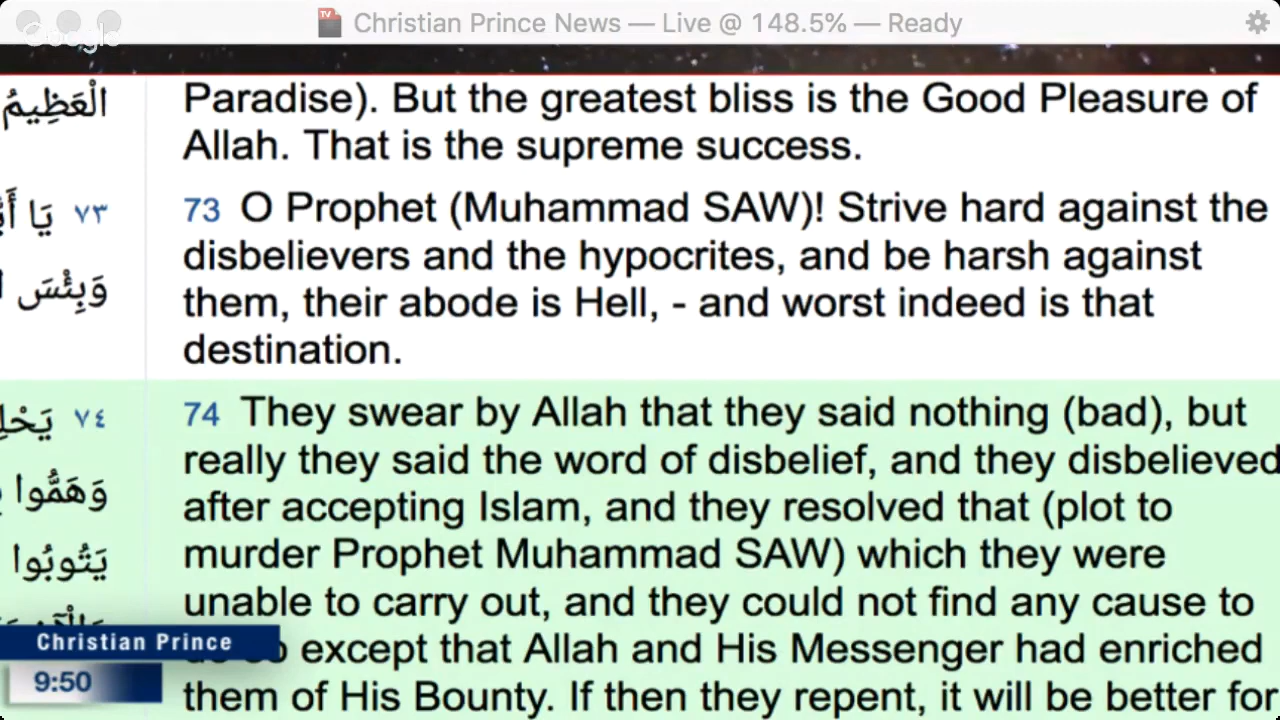 Christian Prince News — Live @ 148.5% — Ready
Google
TV
الْعَظِيمُ
Paradise). But the greatest bliss is the Good Pleasure of
Allah. That is the supreme success.
٧٣ يَا
73 O Prophet (Muhammad SAW)! Strive hard against the
disbelievers and the hypocrites, and be harsh against
وَبِئْسَ
them, their abode is Hell, - and worst indeed is that
destination.
٧٤
74 They swear by Allah that they said nothing (bad), but
really they said the word of disbelief, and they disbelieved
وَهَمُّوا
after accepting Islam, and they resolved that (plot to
murder Prophet Muhammad SAW) which they were
يَتُوبُوا
unable to carry out, and they could not find any cause to
except that Allah and His Messenger had enriched
them of His Bounty. If then they repent, it will be better for
Christian Prince
9:50